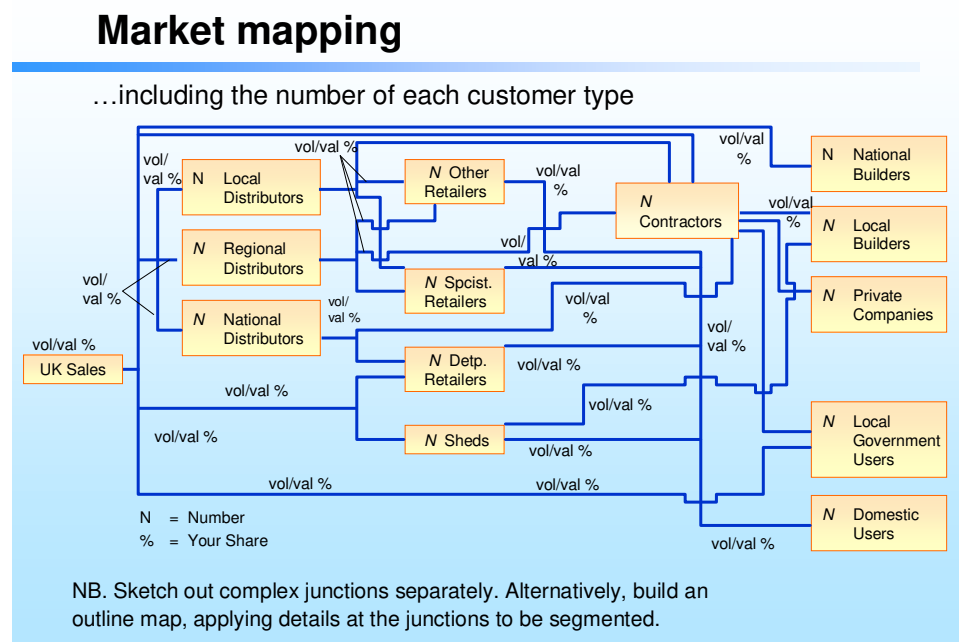 Market mapping
…including the number of each customer type
vol/val %
vol/
val %
N Local
Distributors
N Regional
Distributors
N National
Distributors
vol/
val %
vol/
val %
vol/val %
UK Sales
vol/val %
vol/val %
vol/val %
N Other
Retailers
vol/val
%
vol/
val %
N Spcist.
Retailers
vol/val
%
N Detp.
Retailers
vol/val %
N Sheds
vol/val %
vol/val %
vol/val %
N
Contractors
vol/val
%
vol/val
%
vol/
val %
N National
Builders
N Local
Builders
N Private
Companies
N Local
Government
Users
N Domestic
Users
vol/val %
N = Number
% = Your Share
NB. Sketch out complex junctions separately. Alternatively, build an
outline map, applying details at the junctions to be segmented.